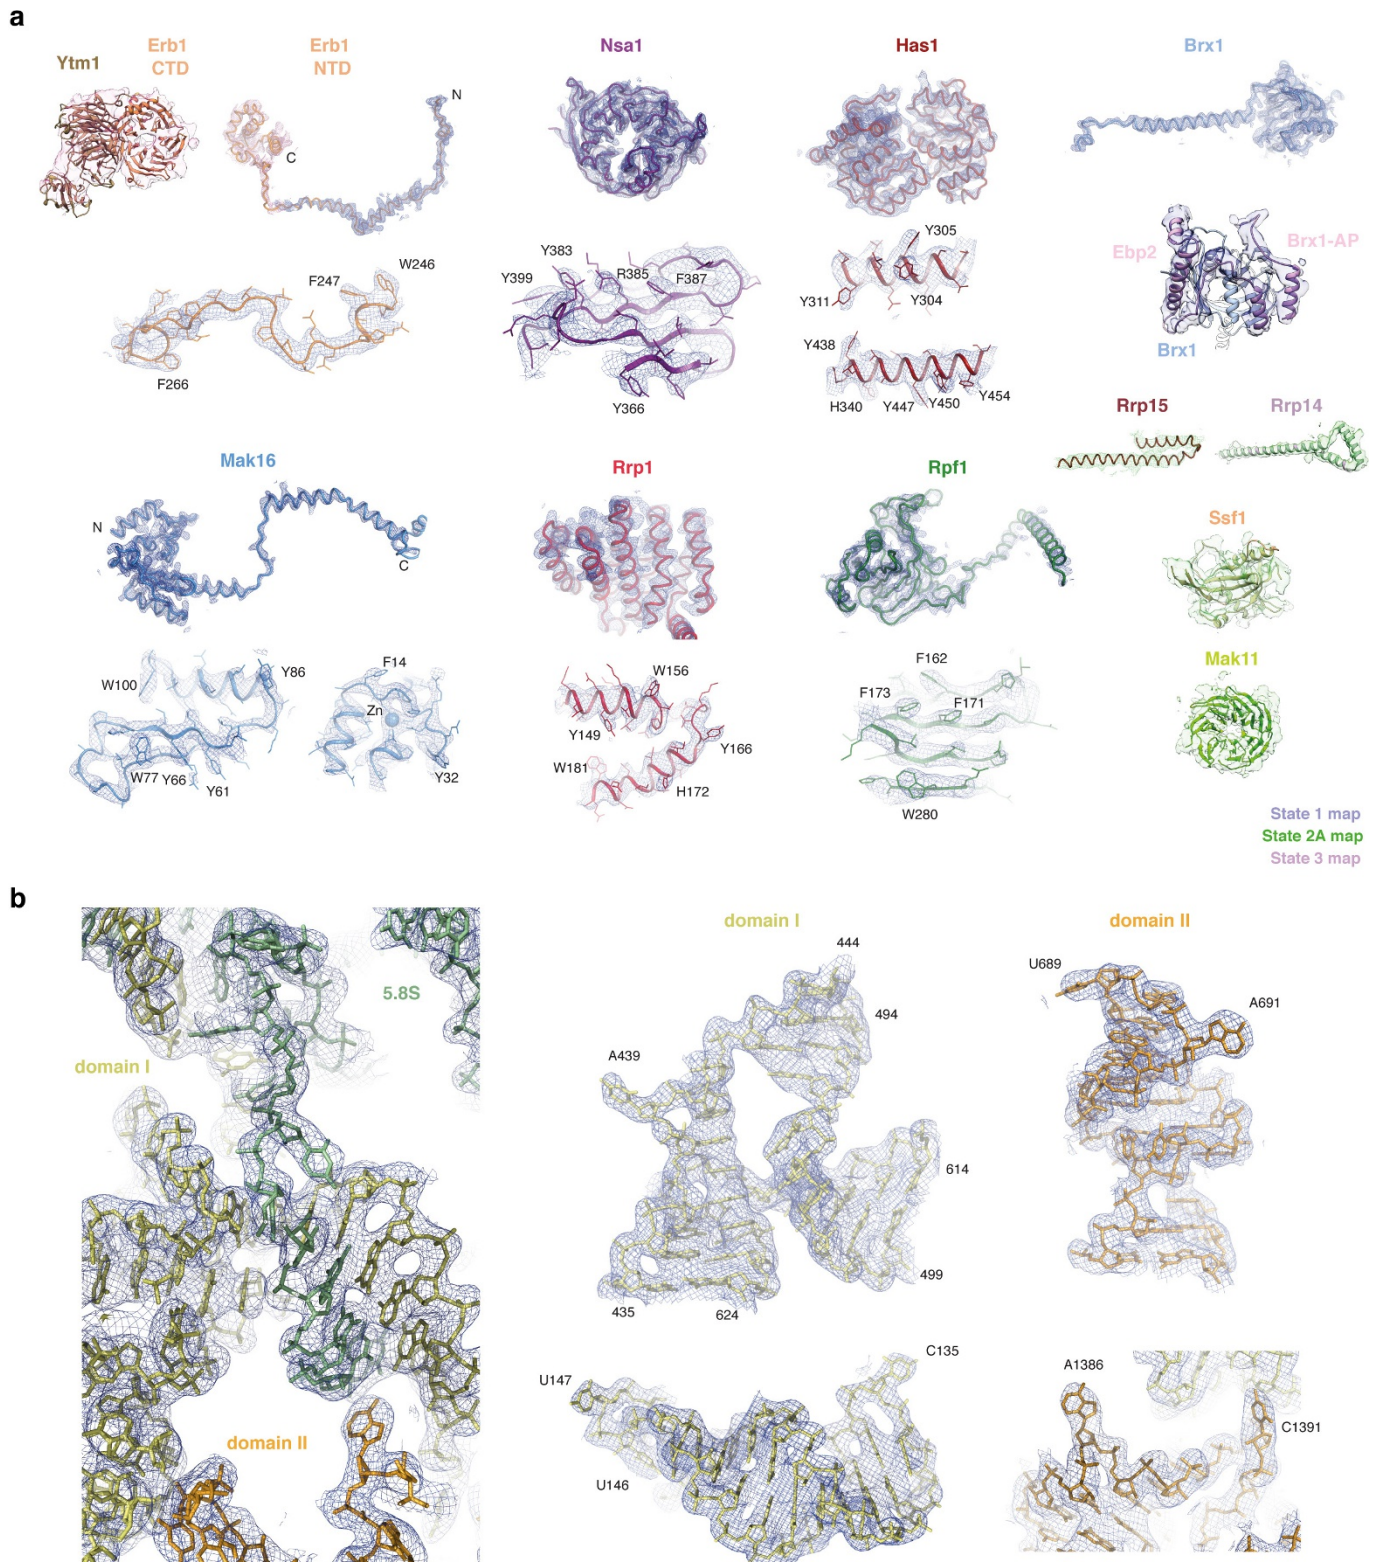 a
Ytm1
Erb1
CTD
Erb1
NTD
N
C
W246
F247
F266
Nsa1
Y383
Y399
R385
F387
Y366
Has1
Y305
Y311
Y304
Y438
H340
Y447
Y450
Y454
Brx1
Ebp2
Brx1-AP
Brx1
Rrp15
Rrp14
Mak16
N
C
W100
Y86
F14
Zn
W77
Y66
Y61
Y32
Rrp1
W156
Y149
Y166
W181
H172
Rpf1
F162
F173
F171
W280
Ssf1
Mak11
State 1 map
State 2A map
State 3 map
b
5.8S
domain I
domain II
domain I
444
494
A439
614
499
435
624
domain II
U689
A691
C135
U147
U146
A1386
C1391